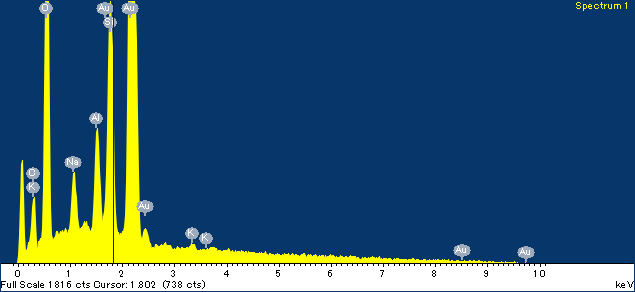 Spectrum 1
O Au Si Au
Al
Na
C
K
Au
K K
Au Au
0 1 2 3 4 5 6 7 8 9 10
Full Scale 1816 cts Cursor: 1.802 (738 cts) keV